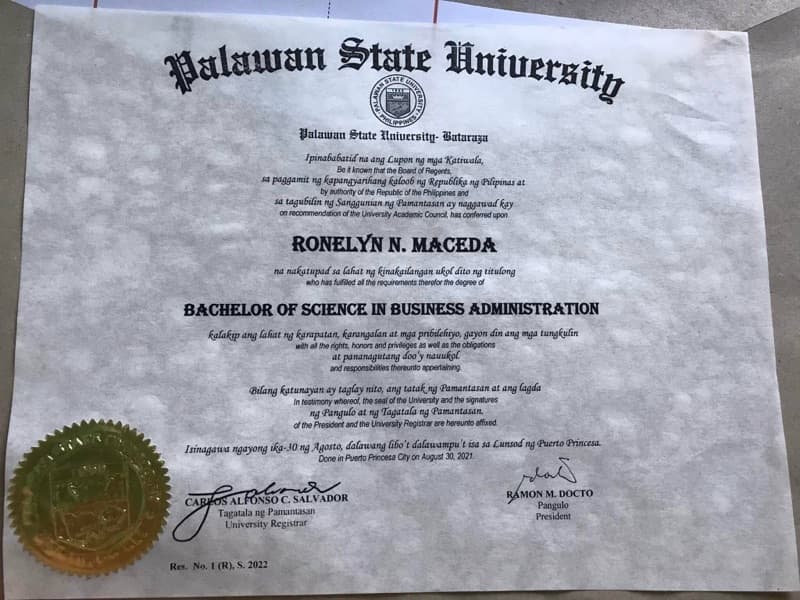 Palawan State University
PALAWAN STATE UNIVERSITY
PHILIPPINES
Palawan State University- Bataraza
Ipinababatid na ang Lupon ng mga Katiwala,
Be it known that the Board of Regents,
sa paggamit ng kapangyarihang kaloob ng Republika ng Pilipinas at
by authority of the Republic of the Philippines and
sa tagubilin ng Sanggunian ng Pamantasan ay naggawad kay
on recommendation of the University Academic Council, has conferred upon
RONELYN N. MACEDA
na nakatupad sa lahat ng kinakailangan ukol dito ng titulong
who has fulfilled all the requirements therefor the degree of
BACHELOR OF SCIENCE IN BUSINESS ADMINISTRATION
kalakip ang lahat ng karapatan, karangalan at mga pribilehiyo, gayon din ang mga tungkulin
with all the rights, honors and privileges as well as the obligations
at pananagutang doo'y nauukol.
and responsibilities thereunto appertaining.
Bilang katunayan ay taglay nito, ang tatak ng Pamantasan at ang lagda
In testimony whereof, the seal of the University and the signatures
ng Pangulo at ng Tagatala ng Pamantasan.
of the President and the University Registrar are hereunto affixed.
Isinagawa ngayong ika-30 ng Agosto, dalawang libo't dalawampu't isa sa Lunsod ng Puerto Princesa.
Done in Puerto Princesa City on August 30, 2021.
CARLOS ALFONSO C. SALVADOR
Tagatala ng Pamantasan
University Registrar
RAMON M. DOCTO
Pangulo
President
Res. No. 1 (R), S. 2022